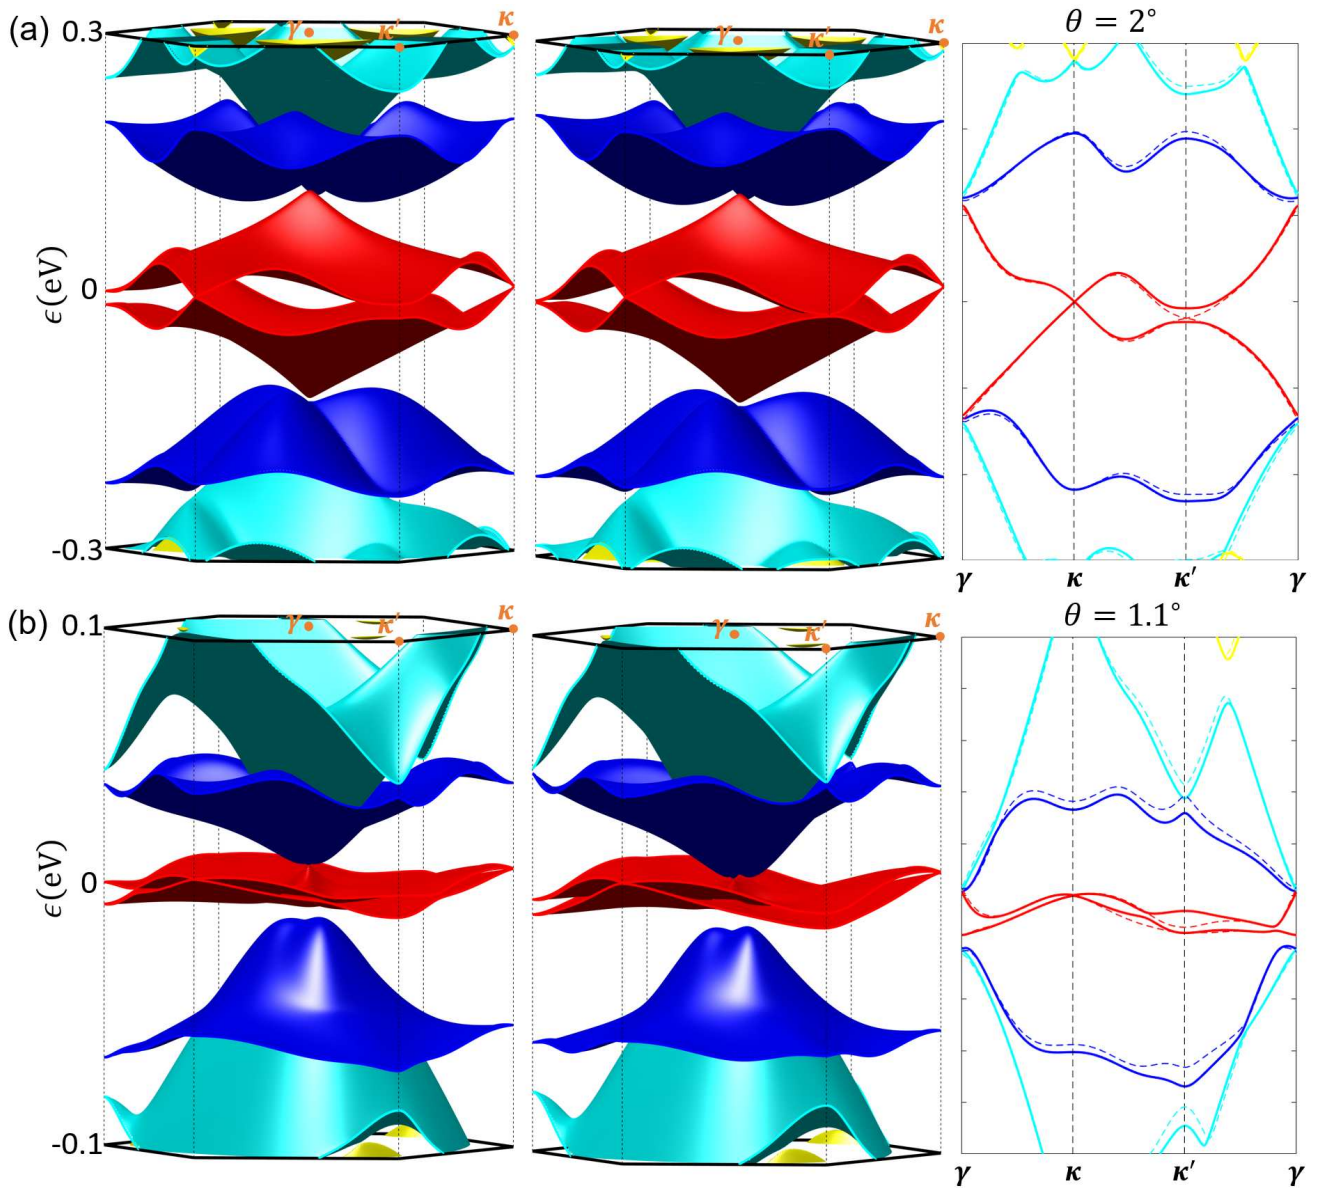 (a) 0.3 γ κ′ κ γ κ′ κ θ = 2°
ϵ(eV)
0
-0.3
γ κ κ′ γ
(b) 0.1 γ κ′ κ γ κ′ κ θ = 1.1°
ϵ(eV)
0
-0.1
γ κ κ′ γ